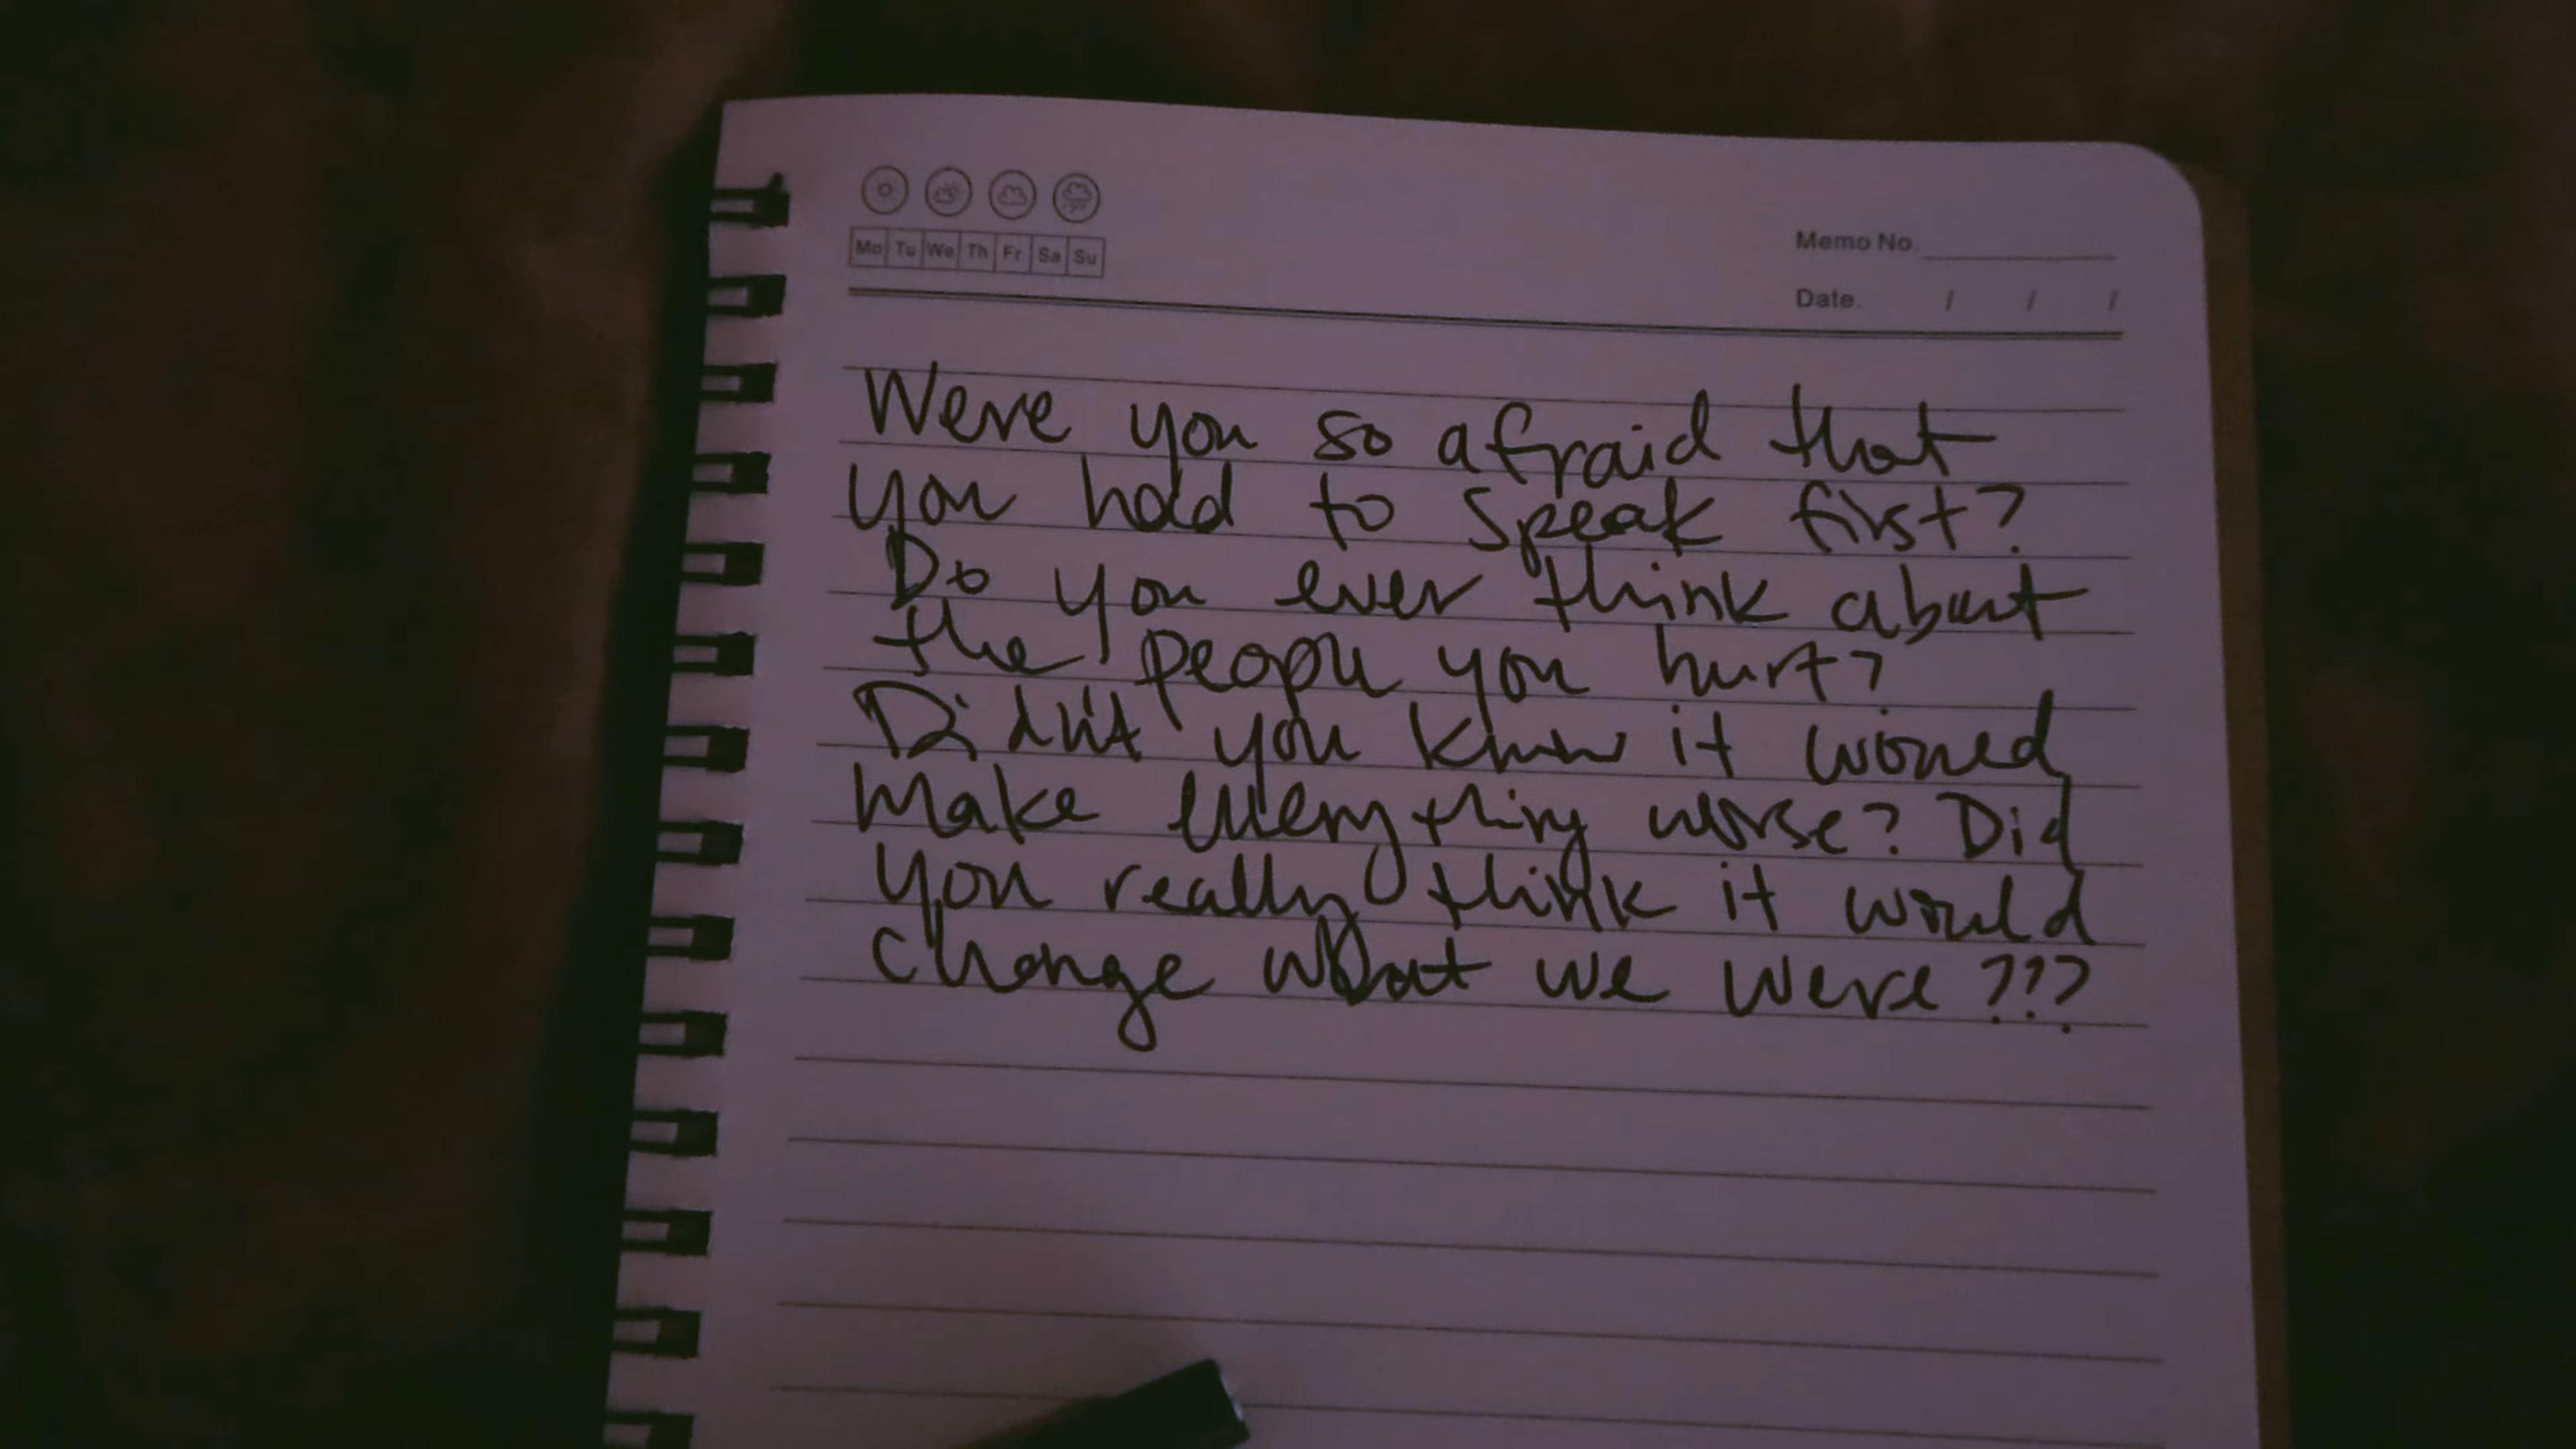 Mo Tu We Th Fr Sa Su
Memo No.
Date. / / /
Were you so afraid that
you had to speak first?
Do you ever think about
the people you hurt?
Didn't you know it would
make everything worse? Did
you really think it would
change what we were???